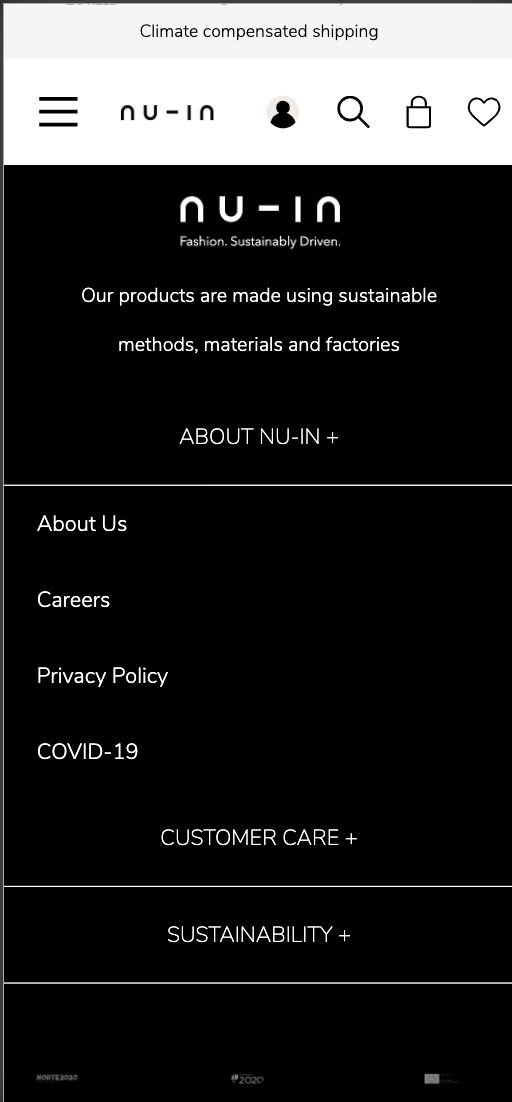 Climate compensated shipping
nu-in
nu-in
Fashion. Sustainably Driven.
Our products are made using sustainable
methods, materials and factories
ABOUT NU-IN +
About Us
Careers
Privacy Policy
COVID-19
CUSTOMER CARE +
SUSTAINABILITY +
NORTE2020
2020